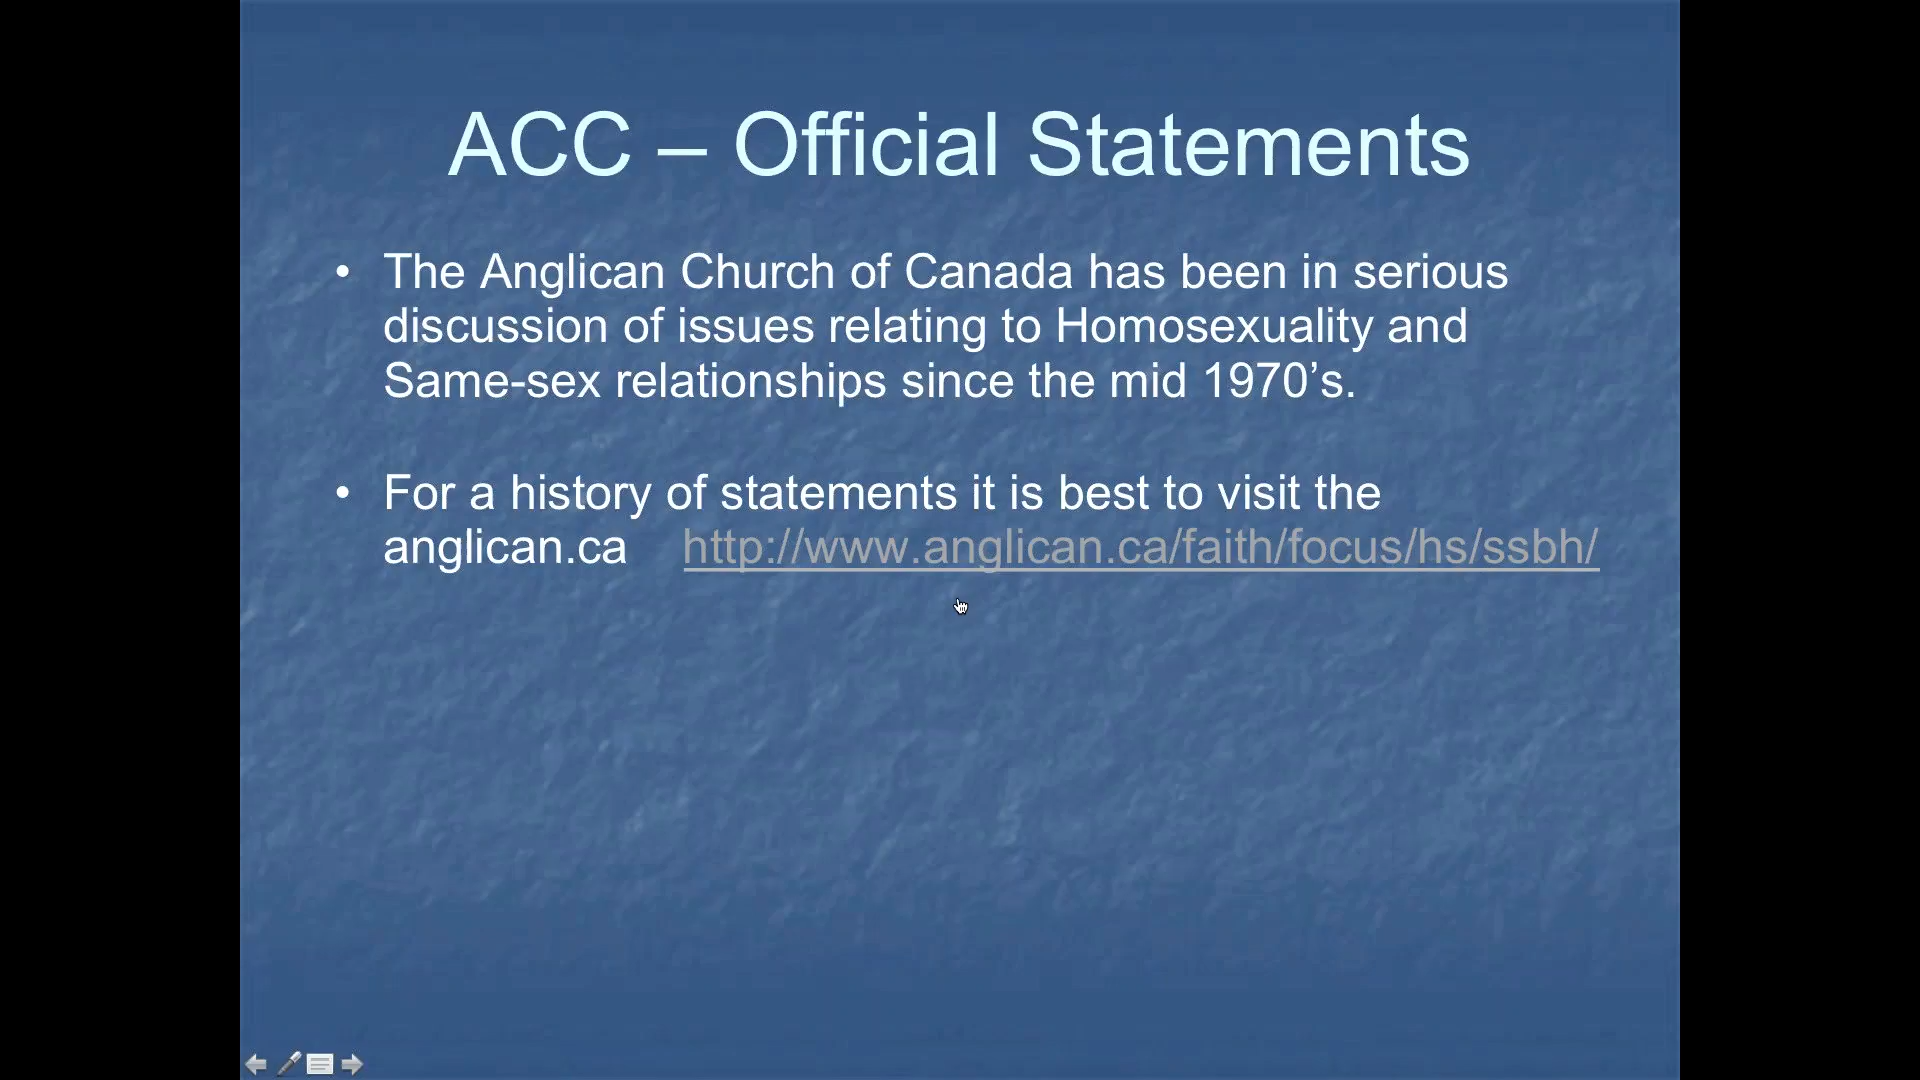 ACC – Official Statements
• The Anglican Church of Canada has been in serious
discussion of issues relating to Homosexuality and
Same-sex relationships since the mid 1970’s.
• For a history of statements it is best to visit the
anglican.ca http://www.anglican.ca/faith/focus/hs/ssbh/